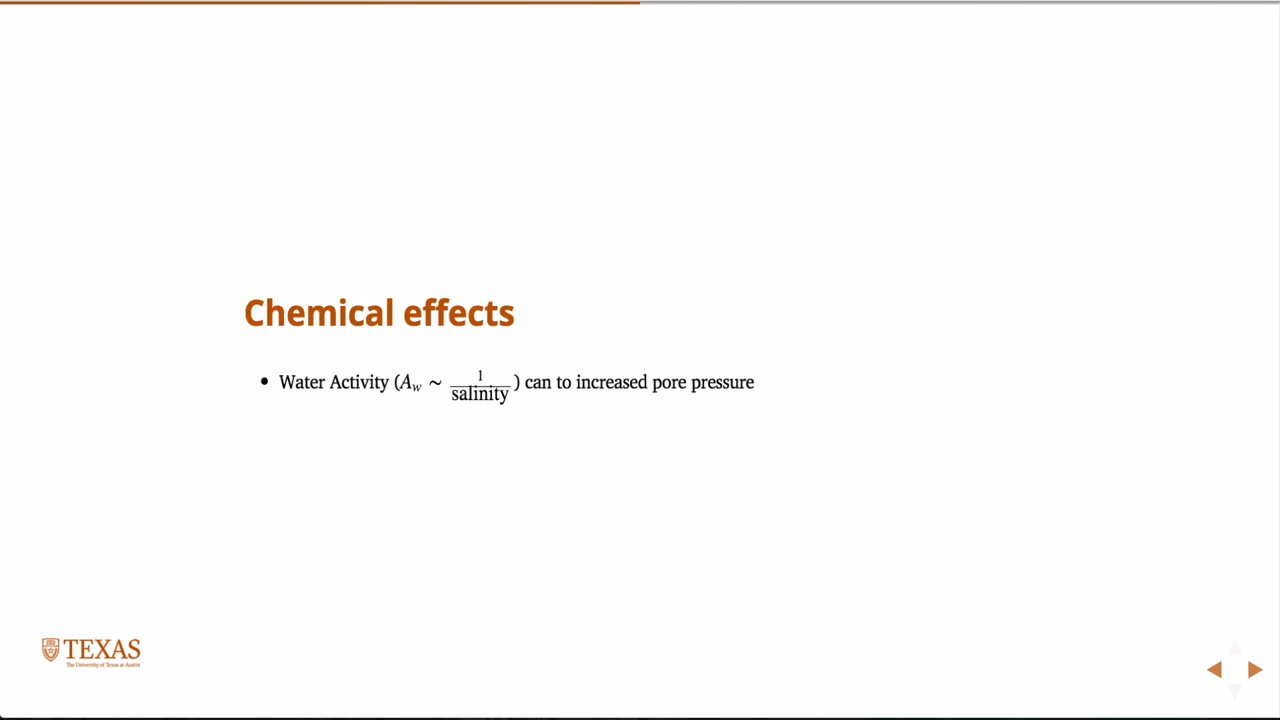 Chemical effects
• Water Activity (A_w ∼ 1/salinity) can to increased pore pressure
TEXAS
The University of Texas at Austin